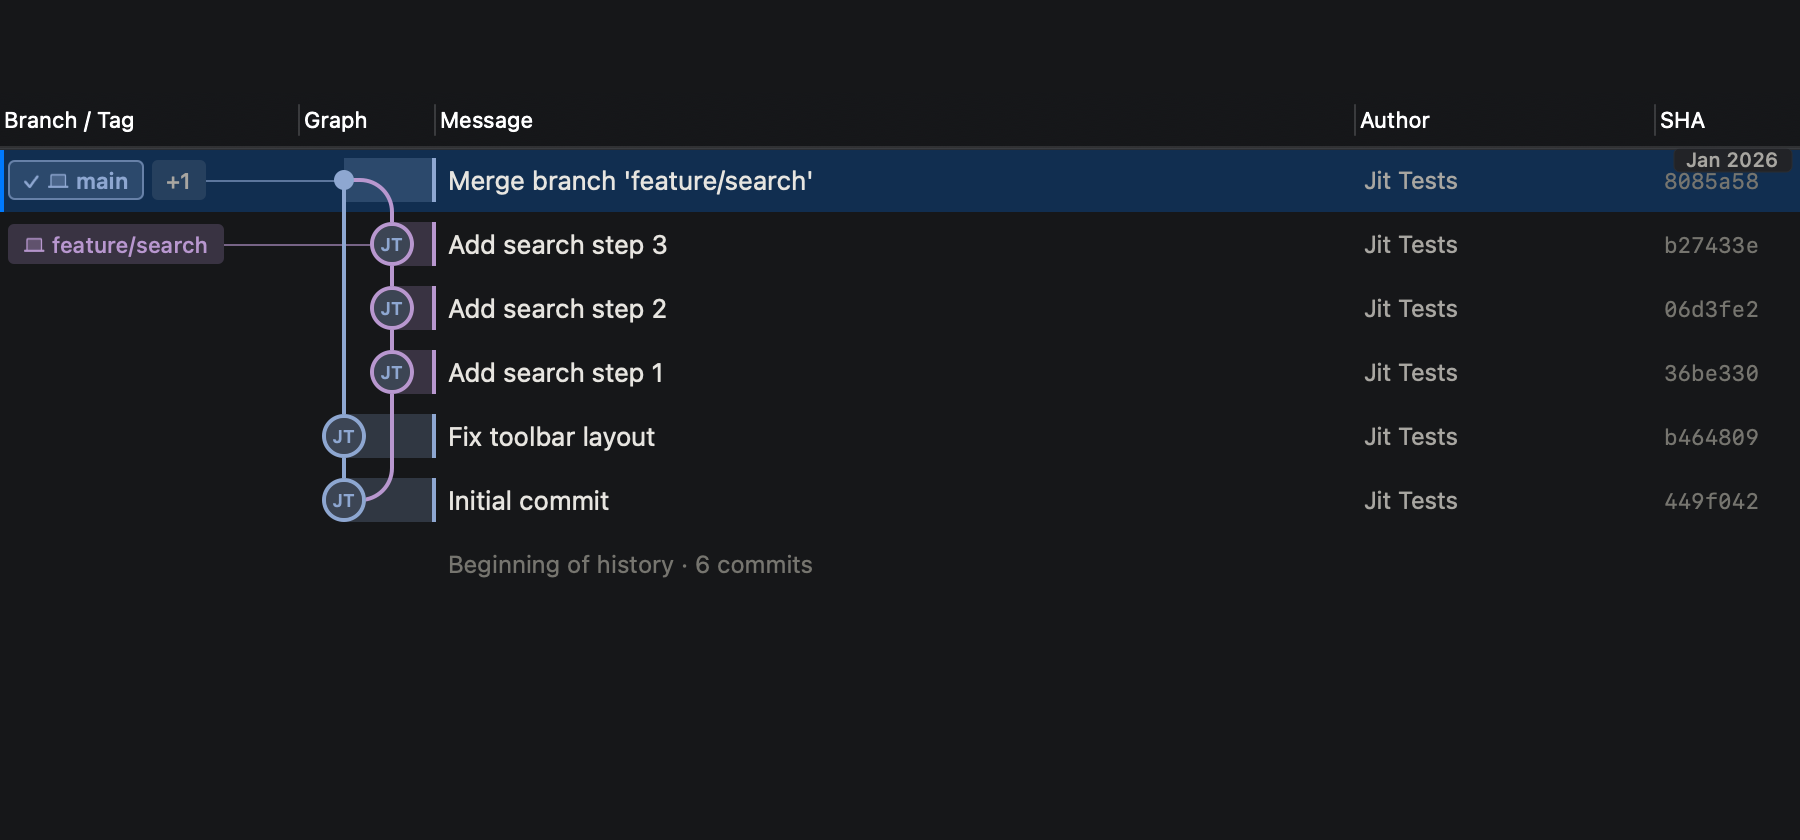 Branch / Tag Graph Message Author SHA
Jan 2026
main +1 Merge branch 'feature/search' Jit Tests 8085a58
feature/search JT Add search step 3 Jit Tests b27433e
JT Add search step 2 Jit Tests 06d3fe2
JT Add search step 1 Jit Tests 36be330
JT Fix toolbar layout Jit Tests b464809
JT Initial commit Jit Tests 449f042
Beginning of history · 6 commits